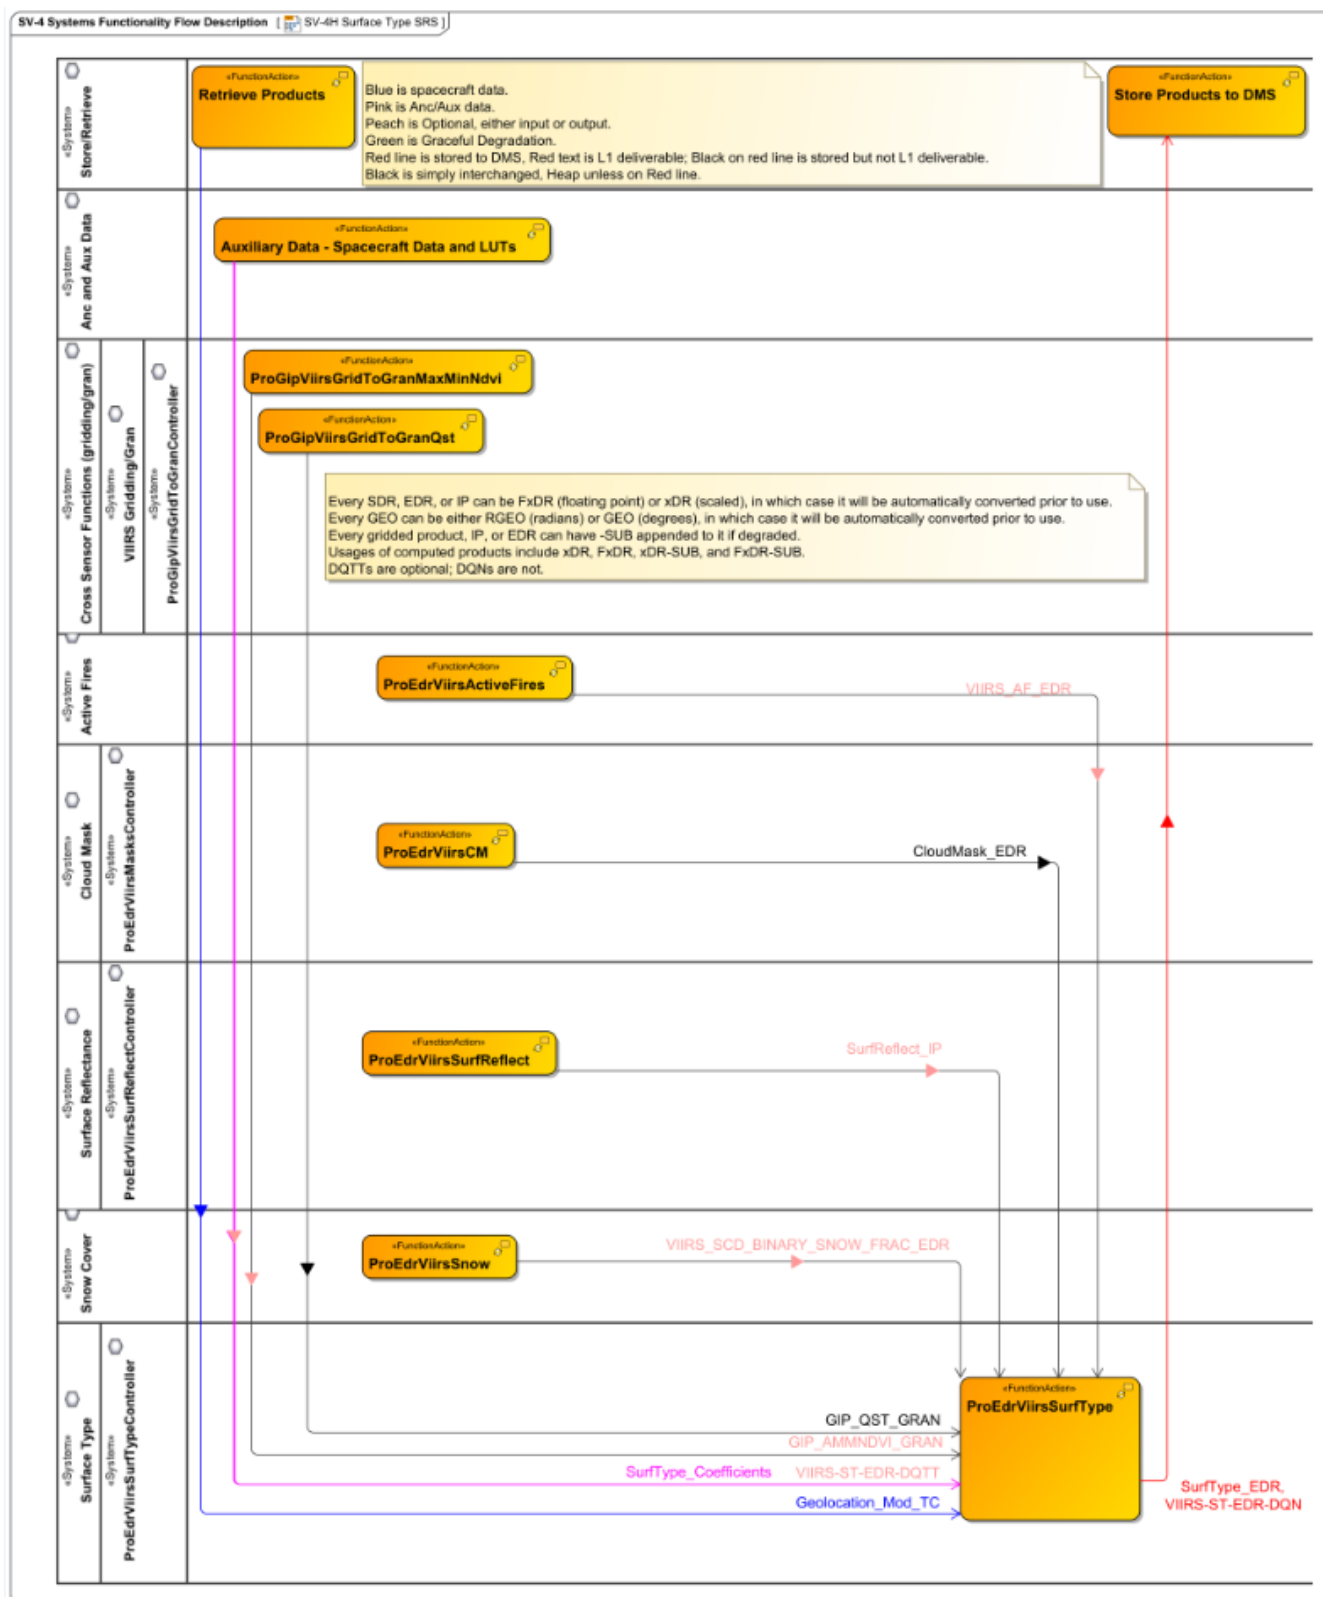 SV-4 Systems Functionality Flow Description [ SV-4H Surface Type SRS ]
«System»
Store/Retrieve
«FunctionAction»
Retrieve Products
Blue is spacecraft data.
Pink is Anc/Aux data.
Peach is Optional, either input or output.
Green is Graceful Degradation.
Red line is stored to DMS, Red text is L1 deliverable; Black on red line is stored but not L1 deliverable.
Black is simply interchanged, Heap unless on Red line.
«FunctionAction»
Store Products to DMS
«System»
Anc and Aux Data
«FunctionAction»
Auxiliary Data - Spacecraft Data and LUTs
«System»
Cross Sensor Functions (gridding/gran)
«System»
VIIRS Gridding/Gran
«System»
ProGipViirsGridToGranController
«FunctionAction»
ProGipViirsGridToGranMaxMinNdvi
«FunctionAction»
ProGipViirsGridToGranQst
Every SDR, EDR, or IP can be FxDR (floating point) or xDR (scaled), in which case it will be automatically converted prior to use.
Every GEO can be either RGEO (radians) or GEO (degrees), in which case it will be automatically converted prior to use.
Every gridded product, IP, or EDR can have -SUB appended to it if degraded.
Usages of computed products include xDR, FxDR, xDR-SUB, and FxDR-SUB.
DQTTs are optional; DQNs are not.
«System»
Active Fires
«FunctionAction»
ProEdrViirsActiveFires
VIIRS_AF_EDR
«System»
Cloud Mask
«System»
ProEdrViirsMasksController
«FunctionAction»
ProEdrViirsCM
CloudMask_EDR
«System»
Surface Reflectance
«System»
ProEdrViirsSurfReflectController
«FunctionAction»
ProEdrViirsSurfReflect
SurfReflect_IP
«System»
Snow Cover
«FunctionAction»
ProEdrViirsSnow
VIIRS_SCD_BINARY_SNOW_FRAC_EDR
«System»
Surface Type
«System»
ProEdrViirsSurfTypeController
«FunctionAction»
ProEdrViirsSurfType
GIP_QST_GRAN
GIP_AMMNDVI_GRAN
SurfType_Coefficients VIIRS-ST-EDR-DQTT
Geolocation_Mod_TC
SurfType_EDR,
VIIRS-ST-EDR-DQN